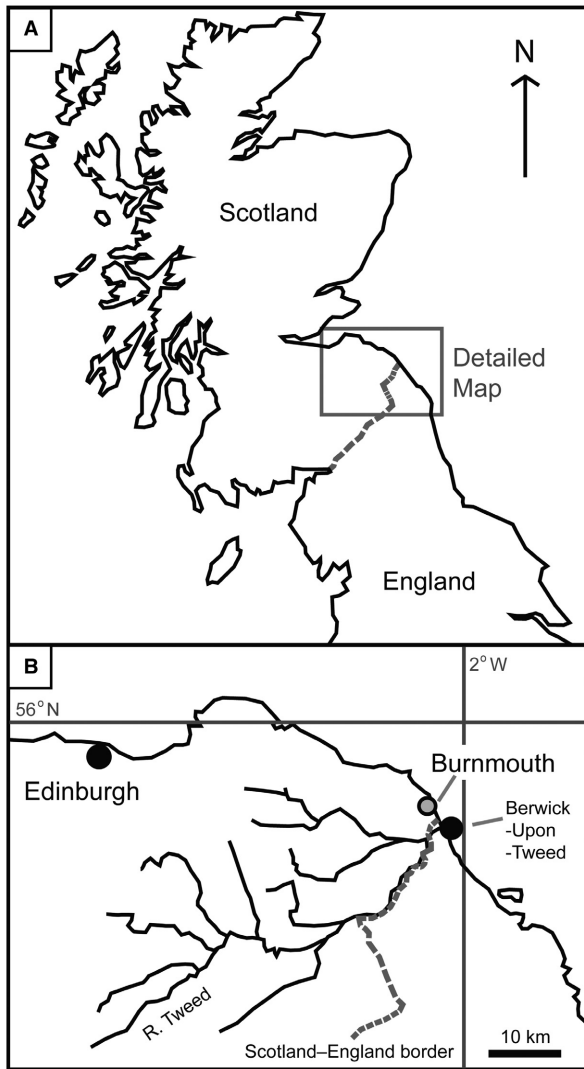 A
N
Scotland
Detailed
Map
England
B
2° W
56° N
Burnmouth
Edinburgh
Berwick
-Upon
-Tweed
R. Tweed
Scotland–England border
10 km